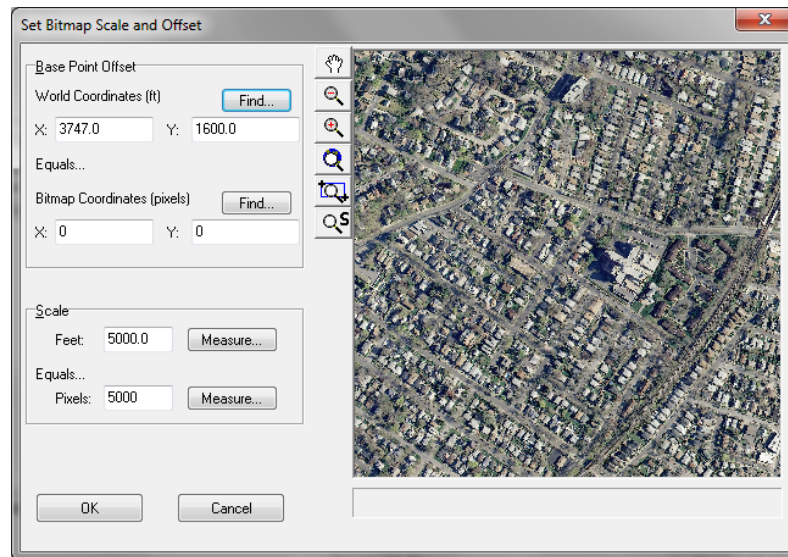 Set Bitmap Scale and Offset
Base Point Offset
World Coordinates (ft)
Find...
X: 3747.0 Y: 1600.0
Equals...
Bitmap Coordinates (pixels)
Find...
X: 0 Y: 0
Scale
Feet: 5000.0 Measure...
Equals...
Pixels: 5000 Measure...
OK Cancel
S